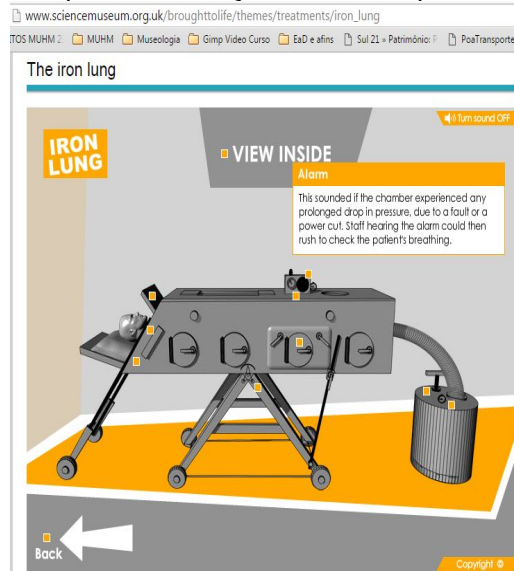 www.sciencemuseum.org.uk/broughttolife/themes/treatments/iron_lung
TOS MUHM 2 MUHM Museologia Gimp Video Curso EaD e afins Sul 21 » Patrimônio: PoaTransporte
The iron lung
Turn sound OFF
IRON
LUNG
VIEW INSIDE
Alarm
This sounded if the chamber experienced any
prolonged drop in pressure, due to a fault or a
power cut. Staff hearing the alarm could then
rush to check the patient's breathing.
Back
Copyright ©